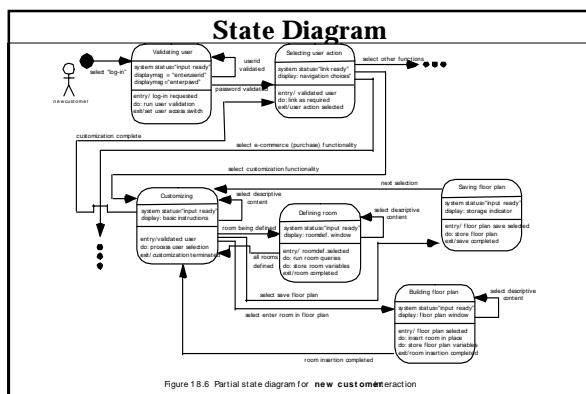 State Diagram
Validating user
system status="input ready"
displaymsg = "enter userid"
displaymsg ="enter pswd"
entry/ log-in requested
do: run user validation
exit/set user access switch
select "log-in"
new customer
userid
validated
password validated
Selecting user action
system status="link ready"
display: navigation choices"
entry/ validated user
do: link as required
exit/user action selected
select other functions
customization complete
select e-commerce (purchase) functionality
select customization functionality
next selection
Customizing
system status="input ready"
display: basic instructions
entry/validated user
do: process user selection
exit/ customization terminated
select descriptive
content
room being defined
all rooms
defined
Defining room
system status="input ready"
display: roomdef. window
entry/ roomdef. selected
do: run room queries
do: store room variables
exit/room completed
select descriptive
content
Saving floor plan
system status="input ready"
display: storage indicator
entry/ floor plan save selected
do: store floor plan
exit/save completed
select save floor plan
select enter room in floor plan
Building floor plan
system status="input ready"
display: floor plan window
entry/ floor plan selected
do: insert room in place
do: store floor plan variables
exit/room insertion completed
select descriptive
content
room insertion completed
Figure 18.6 Partial state diagram for new customer interaction